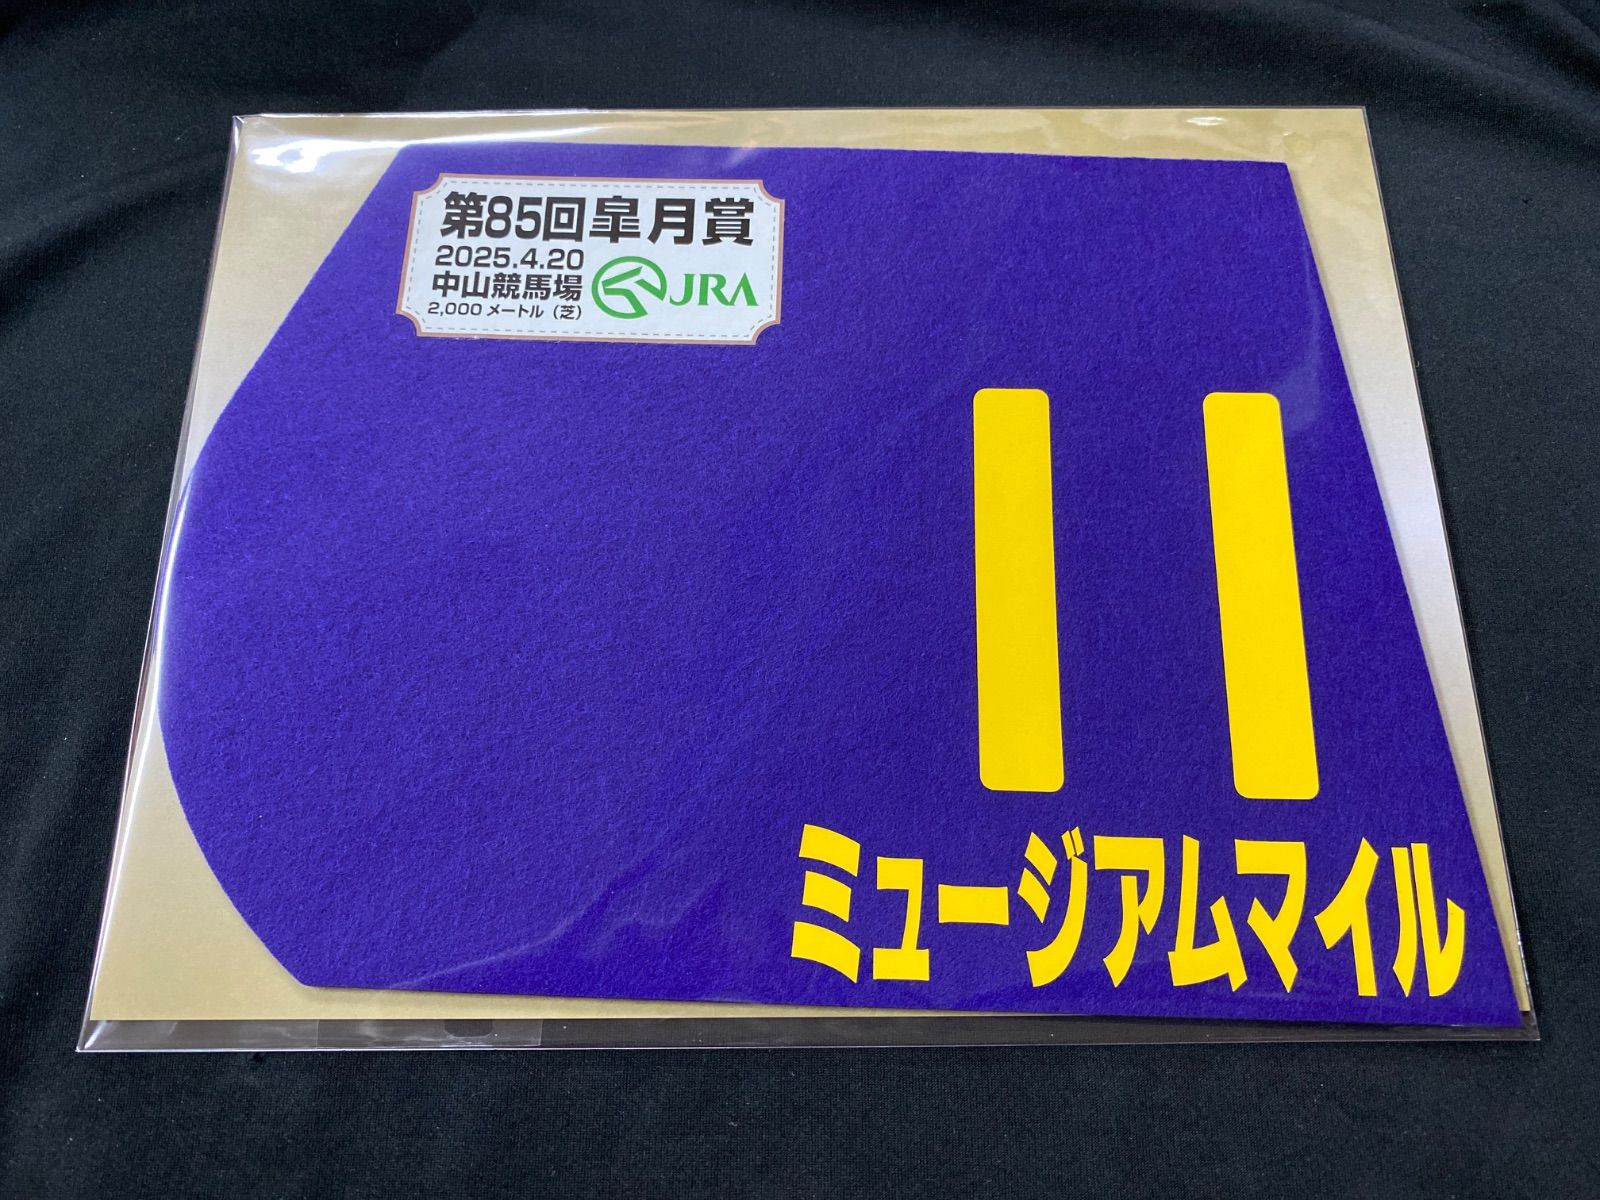 第85回皐月賞
2025.4.20
中山競馬場
2,000メートル（芝）
JRA
11
ミュージアムマイル